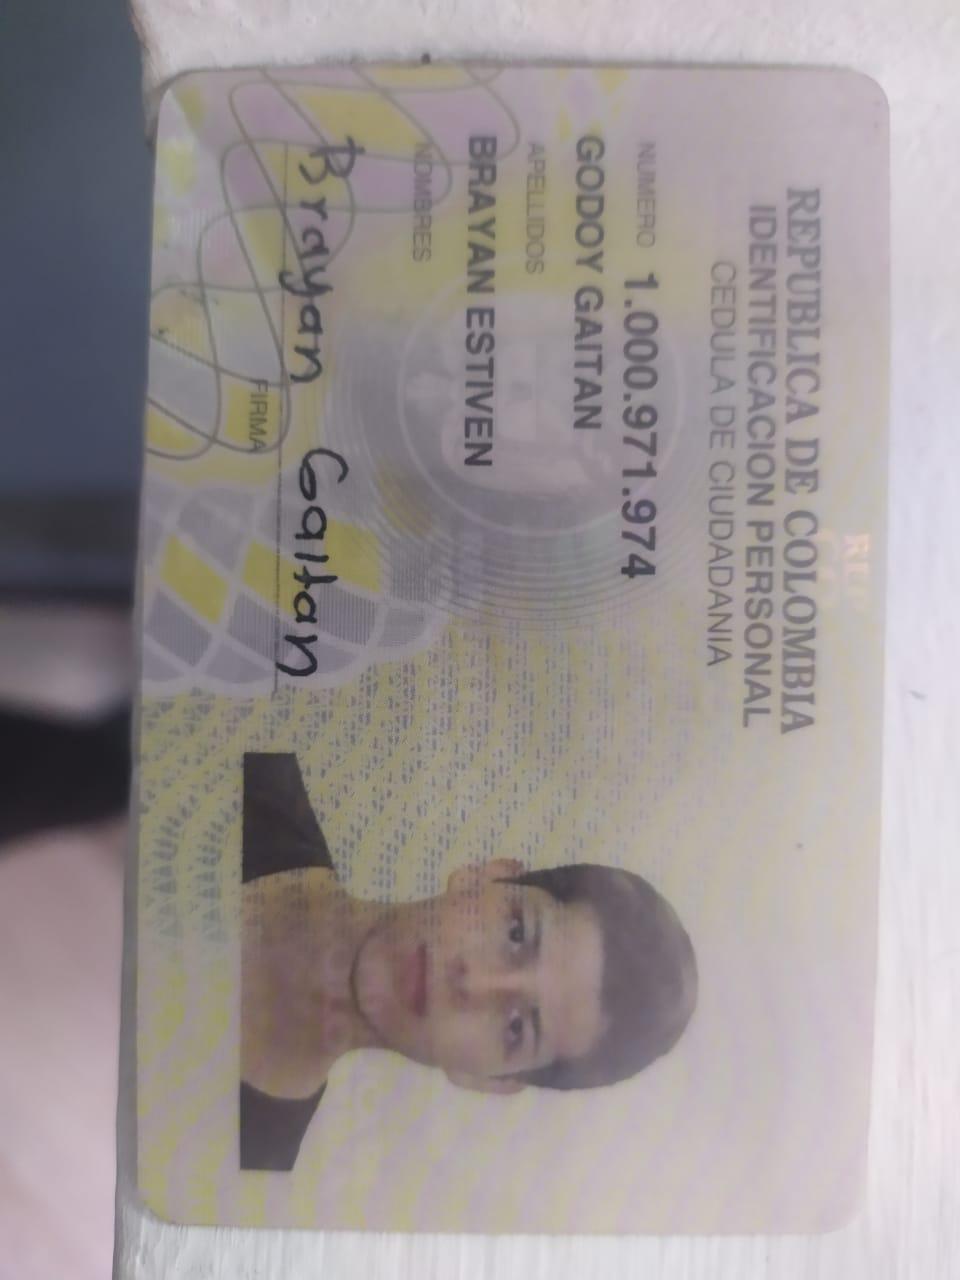 REPUBLICA DE COLOMBIA
IDENTIFICACION PERSONAL
CEDULA DE CIUDADANIA
NUMERO 1.000.971.974
GODOY GAITAN
APELLIDOS
BRAYAN ESTIVEN
NOMBRES
Brayan Gaitan
FIRMA